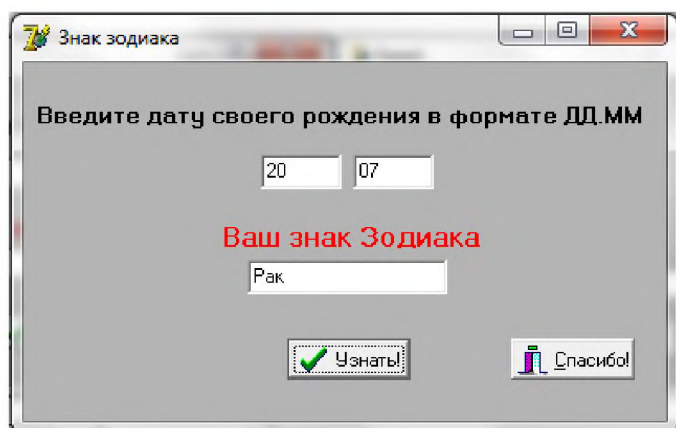 Знак зодиака
Введите дату своего рождения в формате ДД.ММ
20 07
Ваш знак Зодиака
Рак
Узнать! Спасибо!